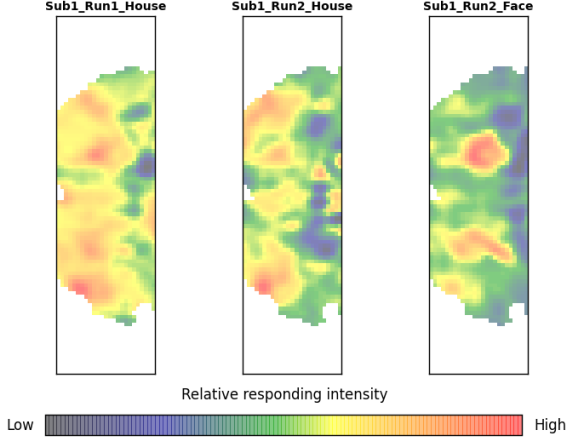 Sub1_Run1_House
Sub1_Run2_House
Sub1_Run2_Face
Relative responding intensity
Low
High